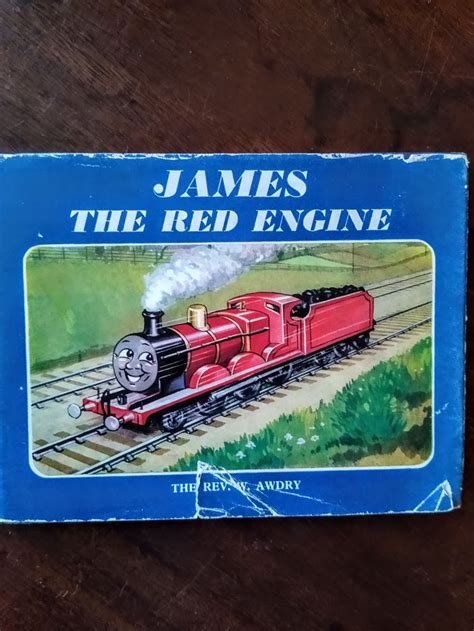 JAMES
THE RED ENGINE
THE REV. W. AWDRY